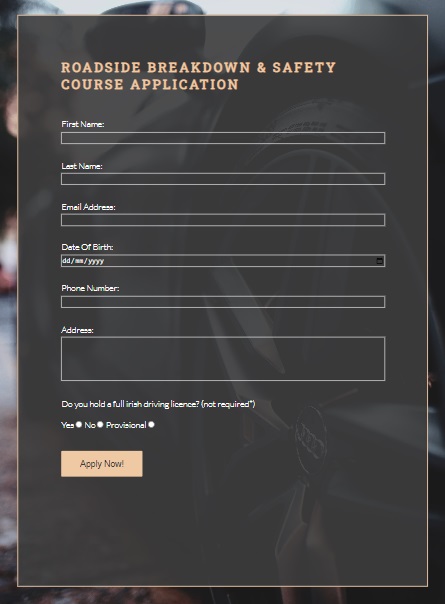 ROADSIDE BREAKDOWN & SAFETY
COURSE APPLICATION
First Name:
Last Name:
Email Address:
Date Of Birth:
dd/mm/yyyy
Phone Number:
Address:
Do you hold a full irish driving licence? (not required*)
Yes No Provisional
Apply Now!